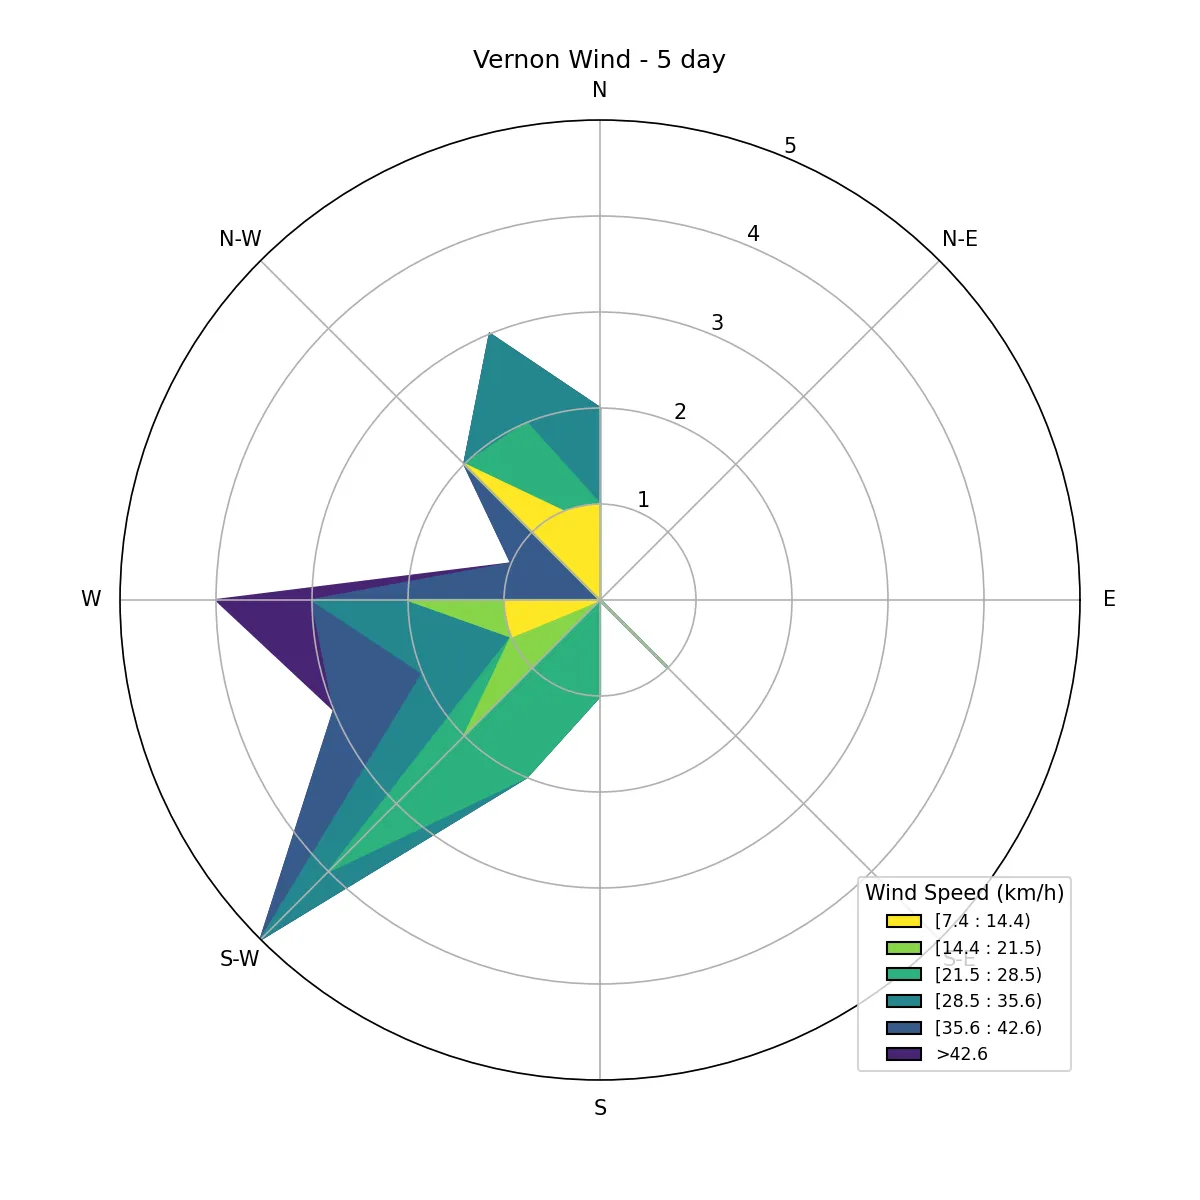 Vernon Wind - 5 day
N
5
N-W
N-E
4
3
2
1
W
E
S-W
S-E
Wind Speed (km/h)
[7.4 : 14.4)
[14.4 : 21.5)
[21.5 : 28.5)
[28.5 : 35.6)
[35.6 : 42.6)
>42.6
S